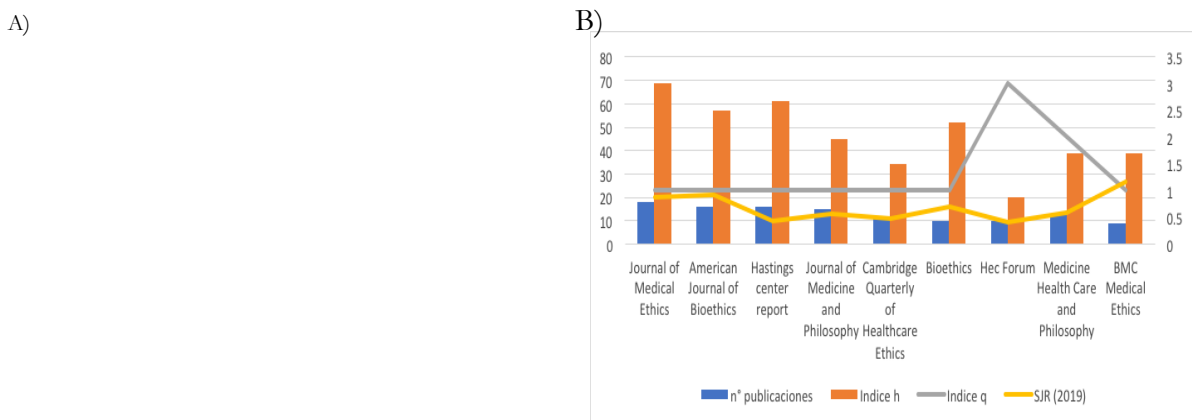 A)
B)
80
70
60
50
40
30
20
10
0
3.5
3
2.5
2
1.5
1
0.5
0
Journal of Medical Ethics
American Journal of Bioethics
Hastings center report
Journal of Medicine and Philosophy
Cambridge Quarterly of Healthcare Ethics
Bioethics
Hec Forum
Medicine Health Care and Philosophy
BMC Medical Ethics
n° publicaciones
Indice h
Indice q
SJR (2019)